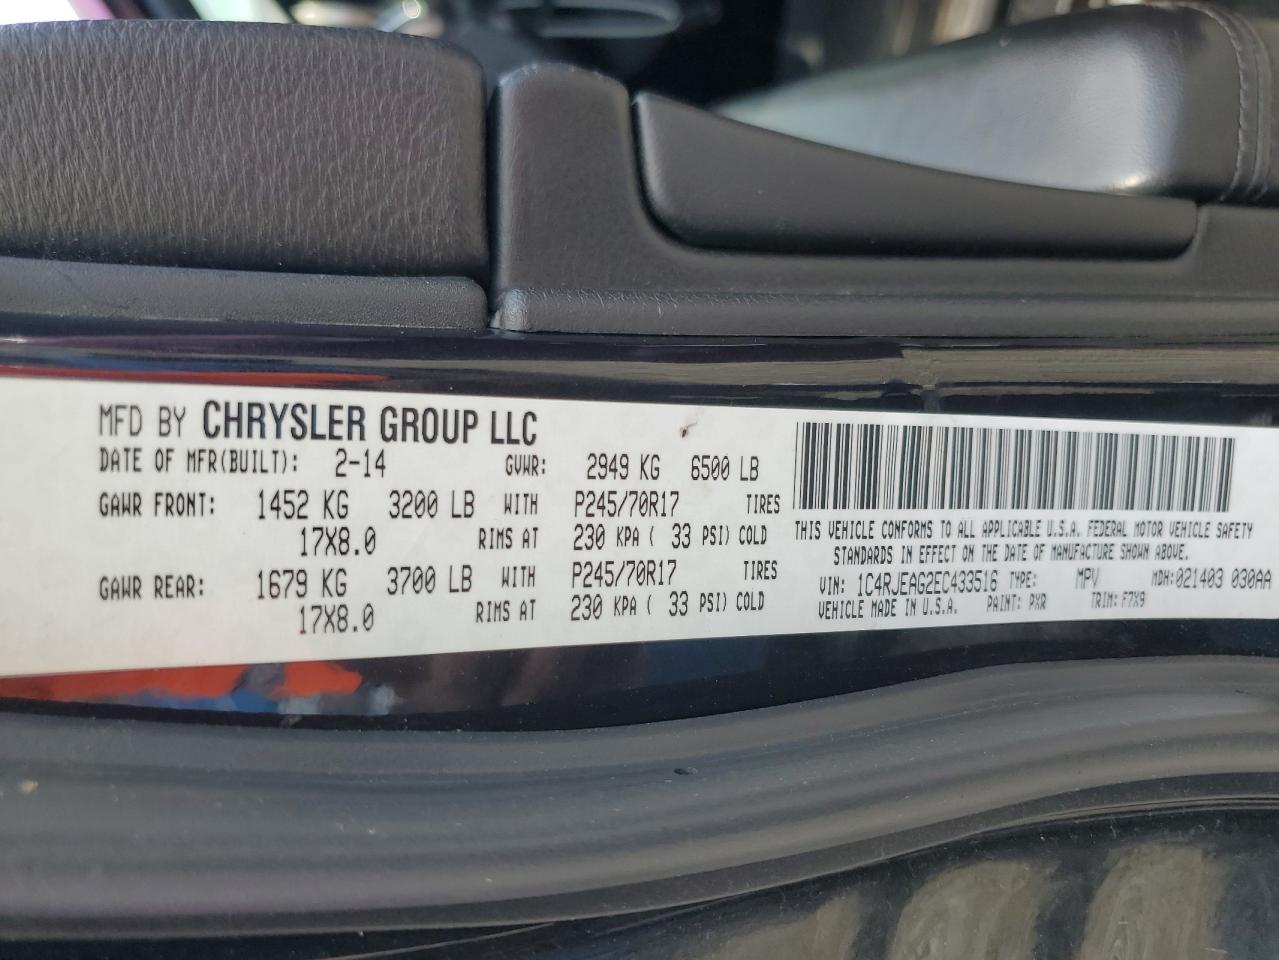 MFD BY CHRYSLER GROUP LLC
DATE OF MFR(BUILT): 2-14 GVWR: 2949 KG 6500 LB
GAWR FRONT: 1452 KG 3200 LB WITH P245/70R17 TIRES
17X8.0 RIMS AT 230 KPA ( 33 PSI) COLD
GAWR REAR: 1679 KG 3700 LB WITH P245/70R17 TIRES
17X8.0 RIMS AT 230 KPA ( 33 PSI) COLD
THIS VEHICLE CONFORMS TO ALL APPLICABLE U.S.A. FEDERAL MOTOR VEHICLE SAFETY
STANDARDS IN EFFECT ON THE DATE OF MANUFACTURE SHOWN ABOVE.
VIN: 1C4RJEAG2EC433516 TYPE: MPV MDH:021403 030AA
VEHICLE MADE IN U.S.A. PAINT: PXR TRIM: F7X9